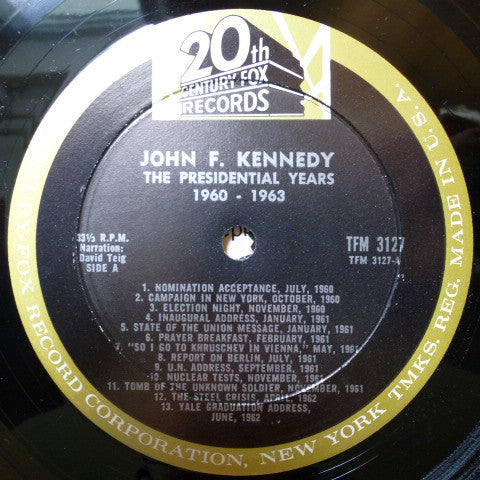 20th
CENTURY FOX
RECORDS
JOHN F. KENNEDY
THE PRESIDENTIAL YEARS
1960 - 1963
33⅓ R.P.M.
Narration:
David Teig
SIDE A
TFM 3127
TFM 3127-A
1. NOMINATION ACCEPTANCE, JULY, 1960
2. CAMPAIGN IN NEW YORK, OCTOBER, 1960
3. ELECTION NIGHT, NOVEMBER, 1960
4. INAUGURAL ADDRESS, JANUARY, 1961
5. STATE OF THE UNION MESSAGE, JANUARY, 1961
6. PRAYER BREAKFAST, FEBRUARY, 1961
7. "SO I GO TO KHRUSCHEV IN VIENNA," MAY, 1961
8. REPORT ON BERLIN, JULY, 1961
9. U.N. ADDRESS, SEPTEMBER, 1961
10. NUCLEAR TESTS, NOVEMBER, 1961
11. TOMB OF THE UNKNOWN SOLDIER, NOVEMBER, 1961
12. THE STEEL CRISIS, APRIL, 1962
13. YALE GRADUATION ADDRESS,
JUNE, 1962
FOX RECORD CORPORATION, NEW YORK TMKS. REG. MADE IN U.S.A.